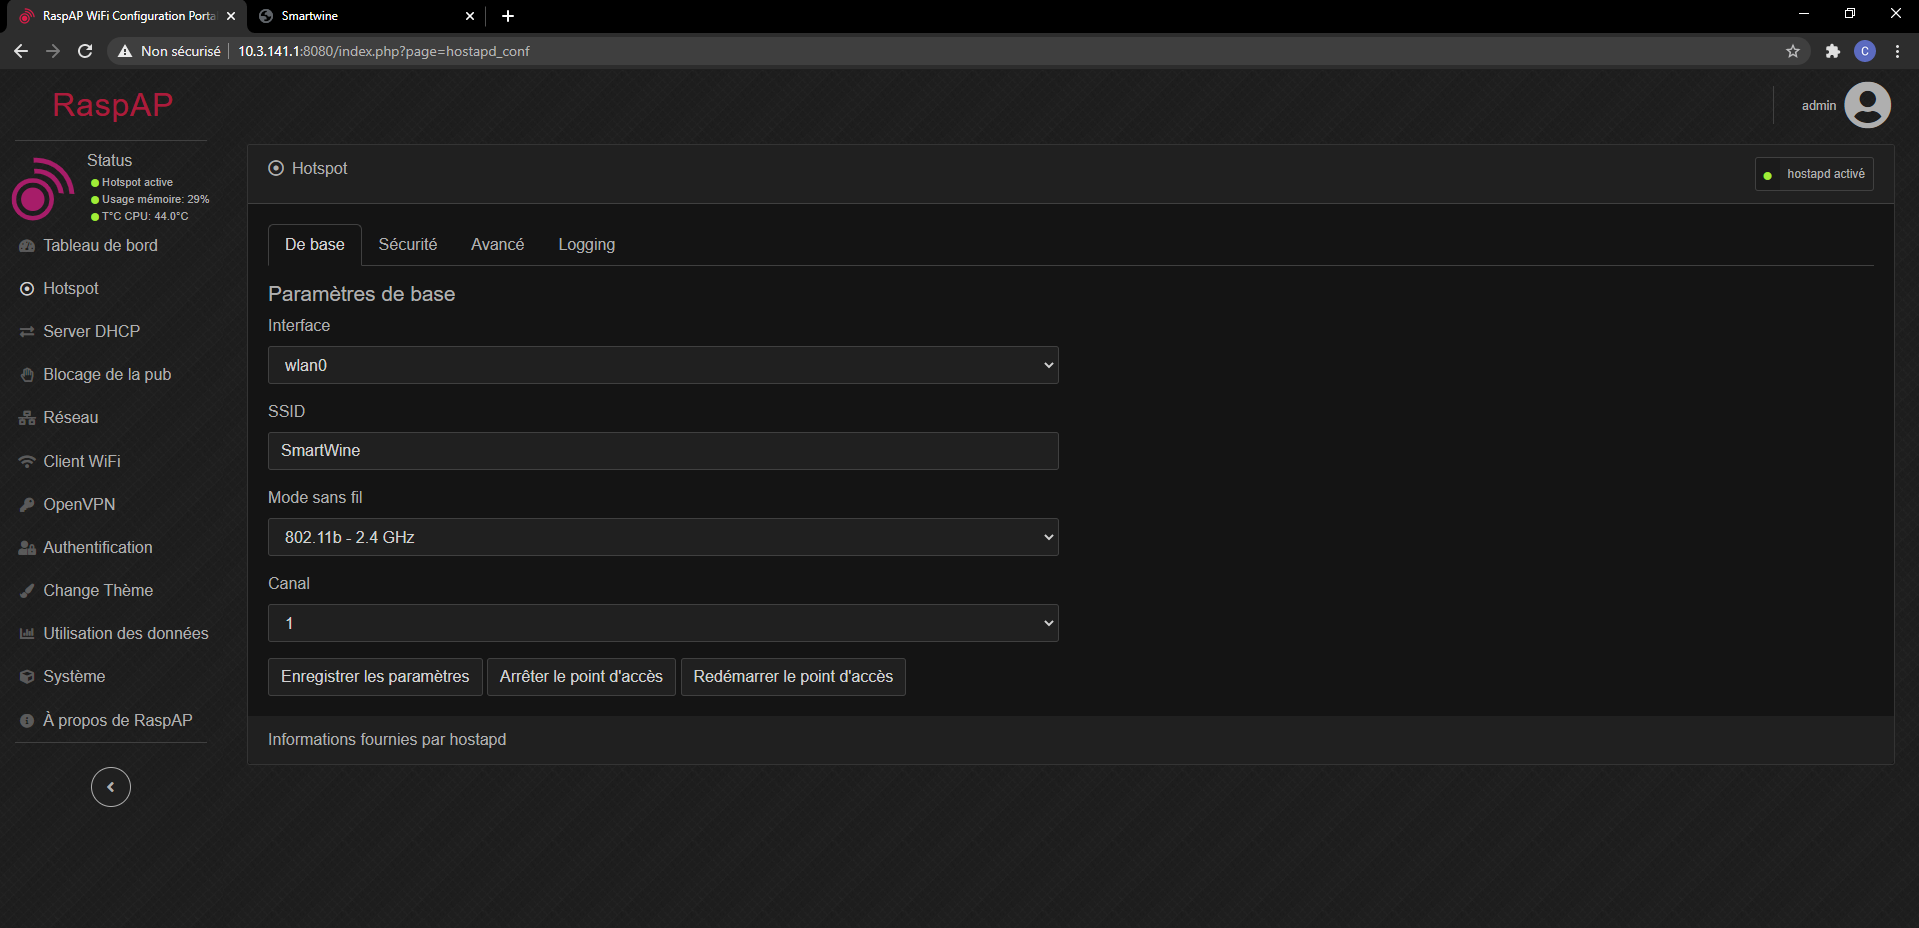 RaspAP WiFi Configuration Porta
Smartwine
Non sécurisé
10.3.141.1:8080/index.php?page=hostapd_conf
C
RaspAP
admin
Status
Hotspot active
Usage mémoire: 29%
T°C CPU: 44.0°C
Tableau de bord
Hotspot
Server DHCP
Blocage de la pub
Réseau
Client WiFi
OpenVPN
Authentification
Change Thème
Utilisation des données
Système
À propos de RaspAP
Hotspot
hostapd activé
De base
Sécurité
Avancé
Logging
Paramètres de base
Interface
wlan0
SSID
SmartWine
Mode sans fil
802.11b - 2.4 GHz
Canal
1
Enregistrer les paramètres
Arrêter le point d'accès
Redémarrer le point d'accès
Informations fournies par hostapd